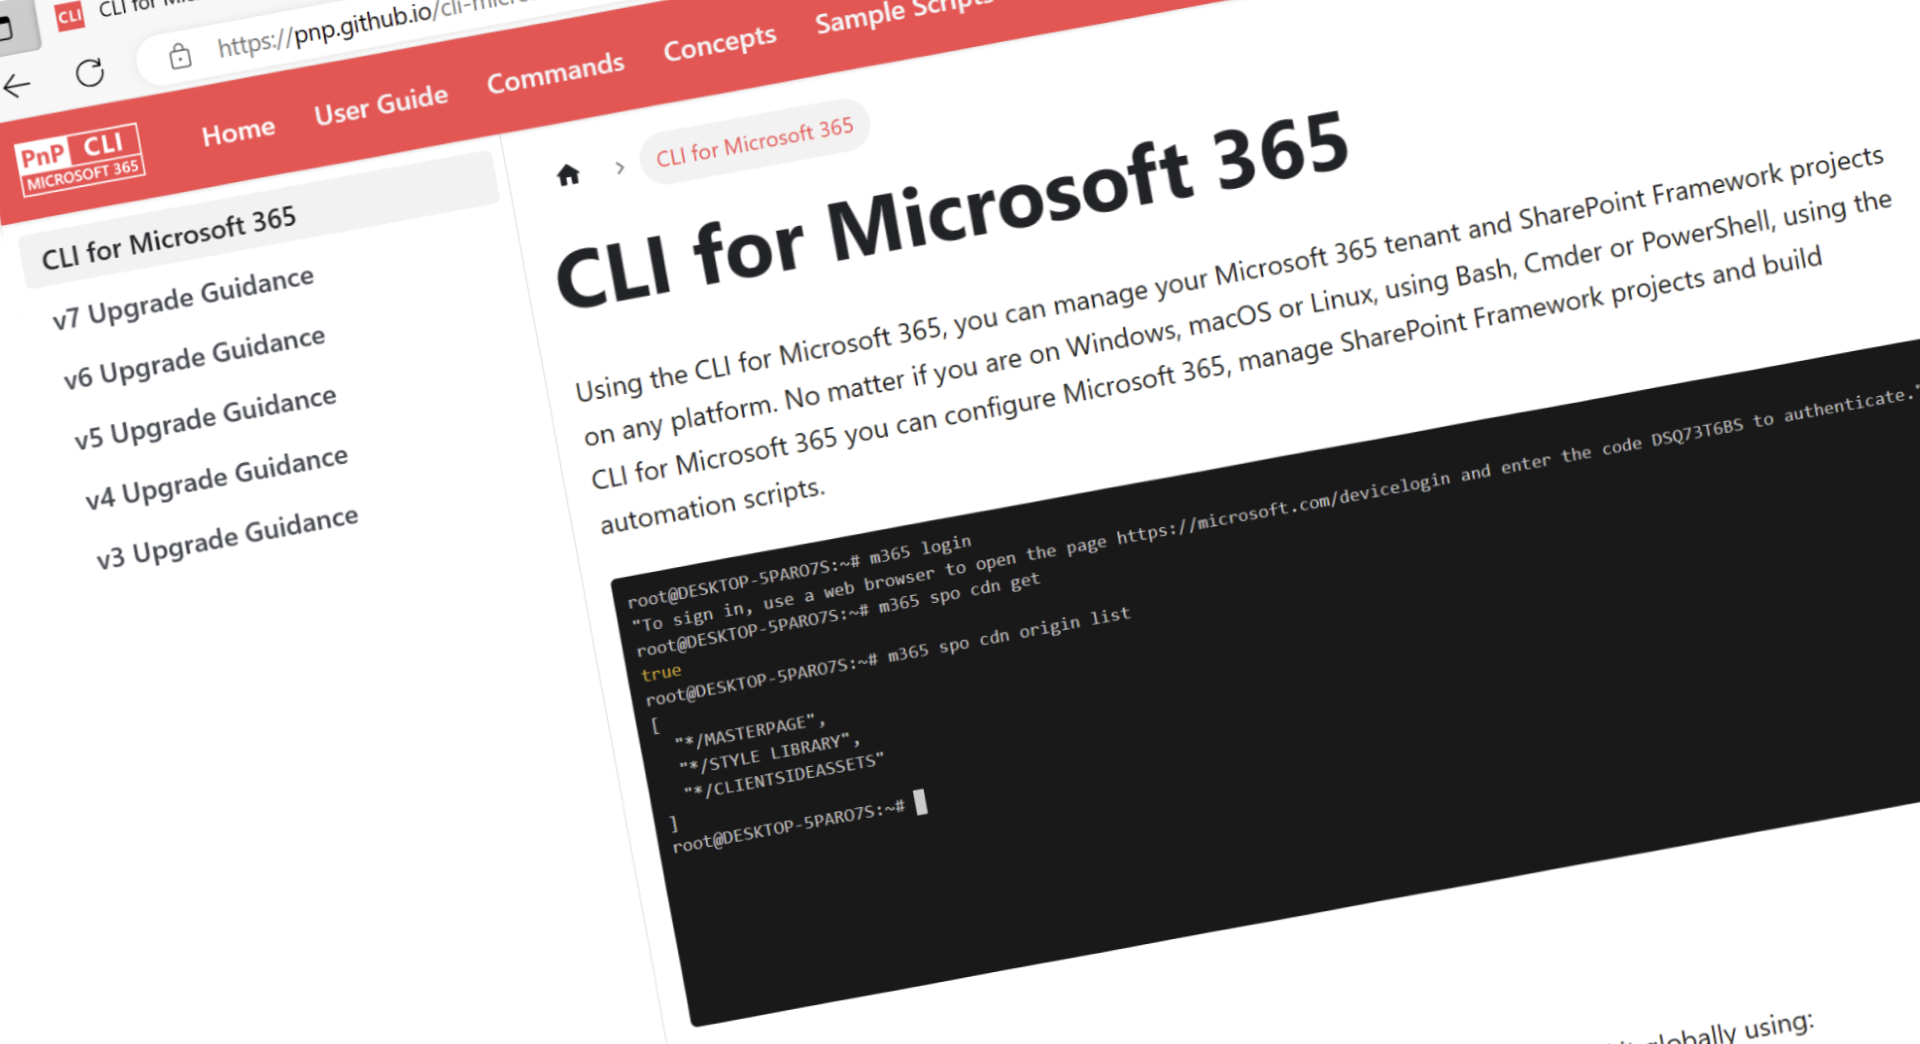 CLI
CLI for
https://pnp.github.io/cli-micro
PnP CLI
MICROSOFT 365
Home
User Guide
Commands
Concepts
Sample Scripts
CLI for Microsoft 365
v7 Upgrade Guidance
v6 Upgrade Guidance
v5 Upgrade Guidance
v4 Upgrade Guidance
v3 Upgrade Guidance
CLI for Microsoft 365
CLI for Microsoft 365
Using the CLI for Microsoft 365, you can manage your Microsoft 365 tenant and SharePoint Framework projects
on any platform. No matter if you are on Windows, macOS or Linux, using Bash, Cmder or PowerShell, using the
CLI for Microsoft 365 you can configure Microsoft 365, manage SharePoint Framework projects and build
automation scripts.
root@DESKTOP-5PARO7S:~# m365 login
"To sign in, use a web browser to open the page https://microsoft.com/devicelogin and enter the code DSQ73T6BS to authenticate."
root@DESKTOP-5PARO7S:~# m365 spo cdn get
true
root@DESKTOP-5PARO7S:~# m365 spo cdn origin list
[
"*/MASTERPAGE",
"*/STYLE LIBRARY",
"*/CLIENTSIDEASSETS"
]
root@DESKTOP-5PARO7S:~#
globally using: